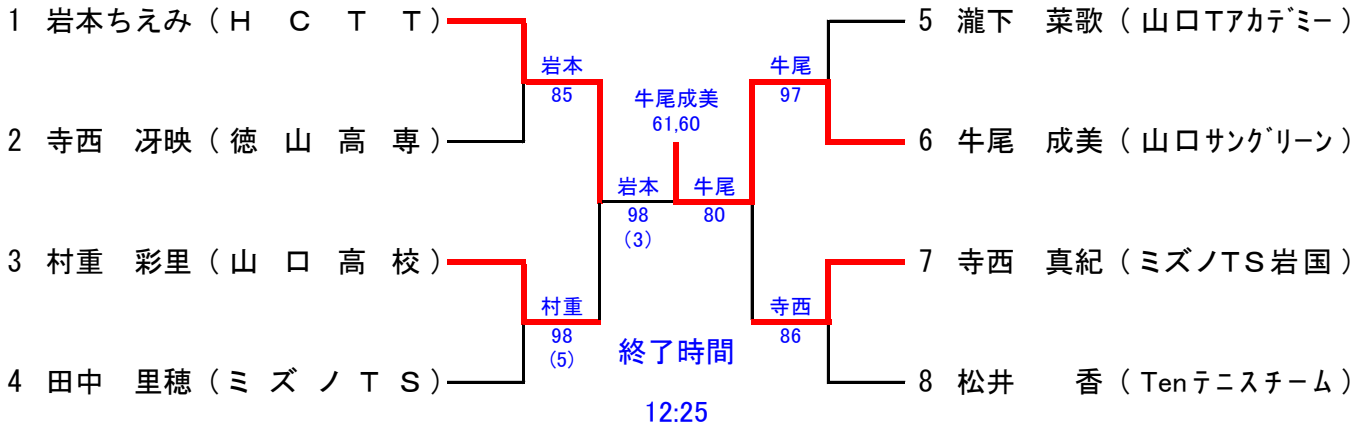 1 岩本ちえみ（H C T T）
5 瀧下 菜歌（山口Tアカデミー）
岩本
85
牛尾
97
牛尾成美
61,60
2 寺西 冴映（徳山高専）
6 牛尾 成美（山口サングリーン）
岩本
98
(3)
牛尾
80
3 村重 彩里（山口高校）
7 寺西 真紀（ミズノTS岩国）
村重
98
(5)
寺西
86
終了時間
4 田中 里穂（ミズノTS）
8 松井 香（Tenテニスチーム）
12:25